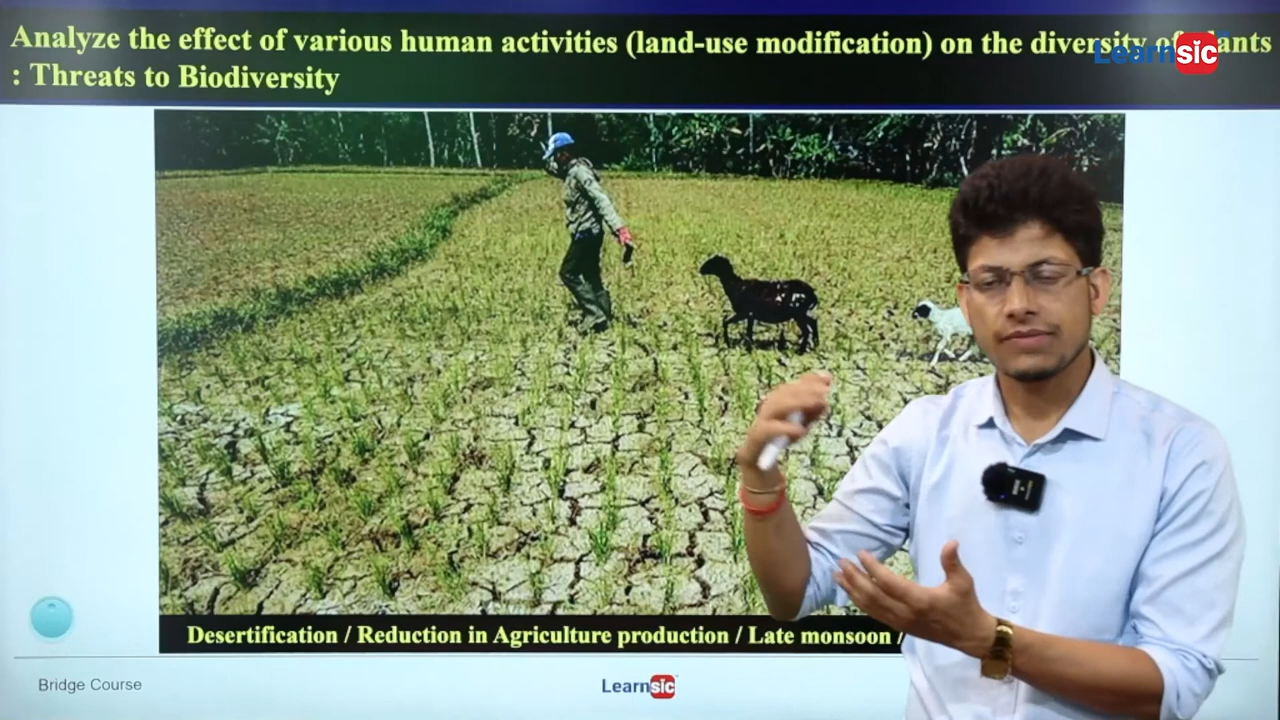 Analyze the effect of various human activities (land-use modification) on the diversity of plants
: Threats to Biodiversity
Learnsic
Desertification / Reduction in Agriculture production / Late monsoon /
Bridge Course
Learnsic